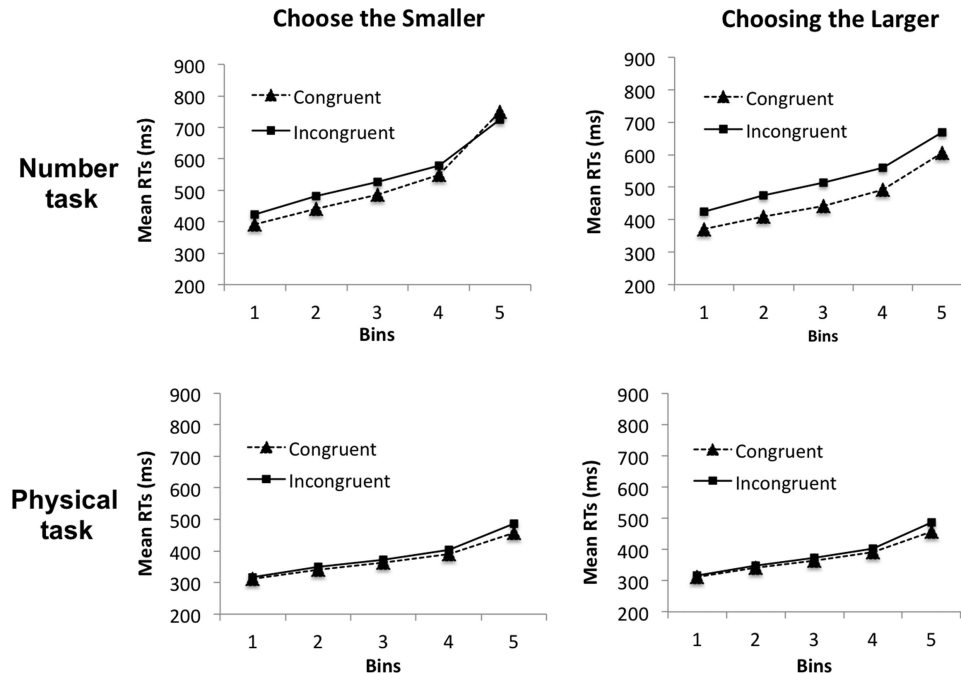 Choose the Smaller
Choosing the Larger
Number
task
Mean RTs (ms)
900
800
700
600
500
400
300
200
Congruent
Incongruent
1 2 3 4 5
Bins
Mean RTs (ms)
900
800
700
600
500
400
300
200
Congruent
Incongruent
1 2 3 4 5
Bins
Physical
task
Mean RTs (ms)
900
800
700
600
500
400
300
200
Congruent
Incongruent
1 2 3 4 5
Bins
Mean RTs (ms)
900
800
700
600
500
400
300
200
Congruent
Incongruent
1 2 3 4 5
Bins